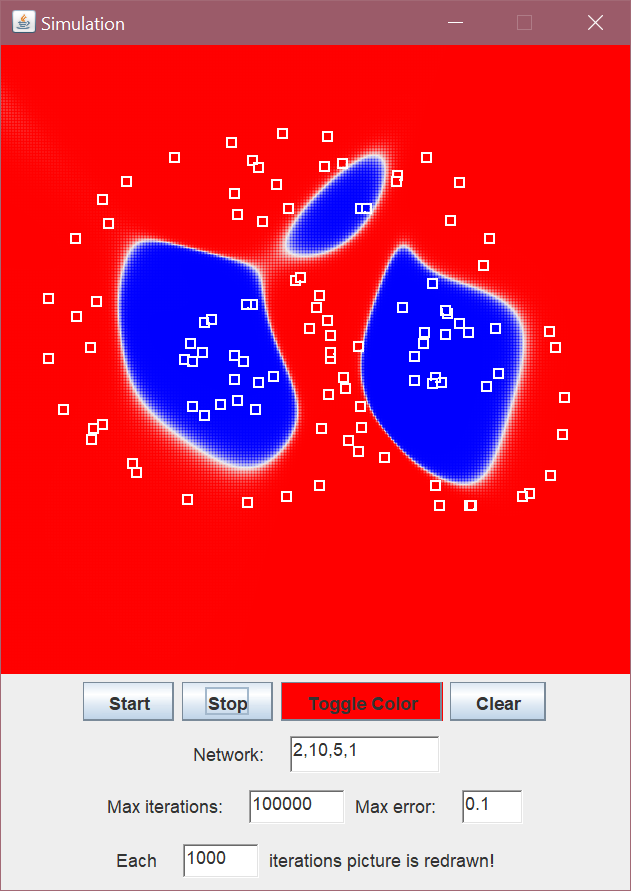 Simulation
Start Stop Toggle Color Clear
Network: 2,10,5,1
Max iterations: 100000 Max error: 0.1
Each 1000 iterations picture is redrawn!